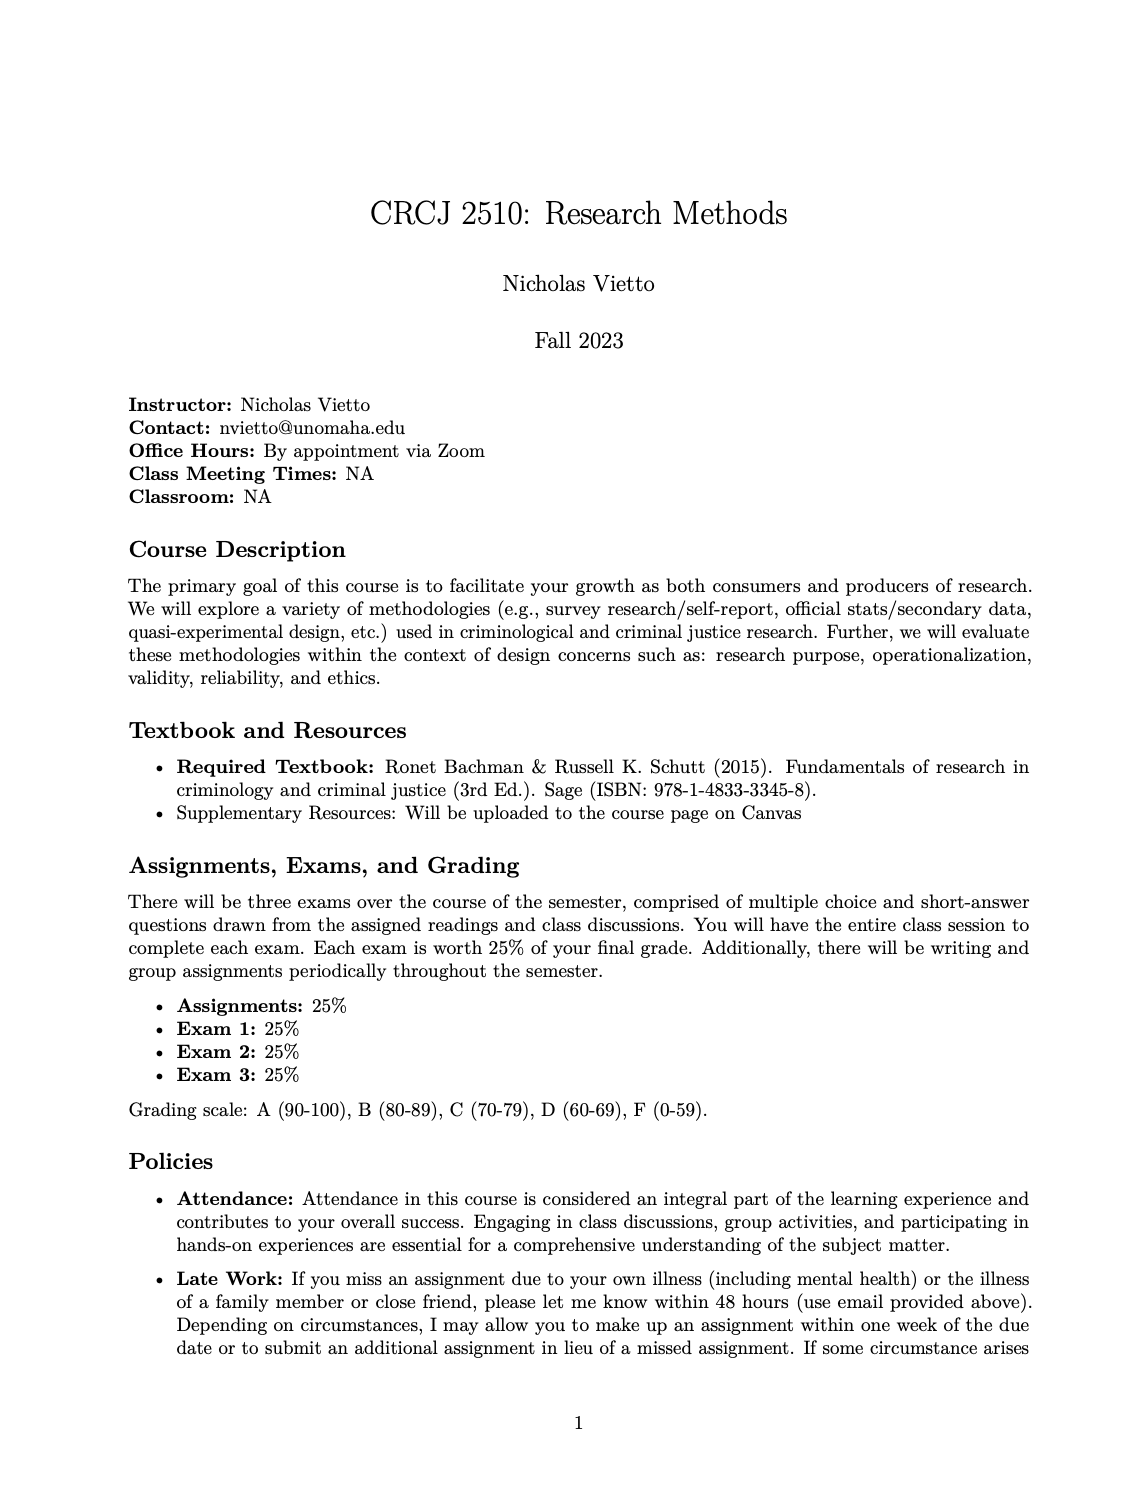 CRCJ 2510: Research Methods
Nicholas Vietto
Fall 2023
Instructor: Nicholas Vietto
Contact: nvietto@unomaha.edu
Office Hours: By appointment via Zoom
Class Meeting Times: NA
Classroom: NA
Course Description
The primary goal of this course is to facilitate your growth as both consumers and producers of research.
We will explore a variety of methodologies (e.g., survey research/self-report, official stats/secondary data,
quasi-experimental design, etc.) used in criminological and criminal justice research. Further, we will evaluate
these methodologies within the context of design concerns such as: research purpose, operationalization,
validity, reliability, and ethics.
Textbook and Resources
• Required Textbook: Ronet Bachman & Russell K. Schutt (2015). Fundamentals of research in
criminology and criminal justice (3rd Ed.). Sage (ISBN: 978-1-4833-3345-8).
• Supplementary Resources: Will be uploaded to the course page on Canvas
Assignments, Exams, and Grading
There will be three exams over the course of the semester, comprised of multiple choice and short-answer
questions drawn from the assigned readings and class discussions. You will have the entire class session to
complete each exam. Each exam is worth 25% of your final grade. Additionally, there will be writing and
group assignments periodically throughout the semester.
• Assignments: 25%
• Exam 1: 25%
• Exam 2: 25%
• Exam 3: 25%
Grading scale: A (90-100), B (80-89), C (70-79), D (60-69), F (0-59).
Policies
• Attendance: Attendance in this course is considered an integral part of the learning experience and
contributes to your overall success. Engaging in class discussions, group activities, and participating in
hands-on experiences are essential for a comprehensive understanding of the subject matter.
• Late Work: If you miss an assignment due to your own illness (including mental health) or the illness
of a family member or close friend, please let me know within 48 hours (use email provided above).
Depending on circumstances, I may allow you to make up an assignment within one week of the due
date or to submit an additional assignment in lieu of a missed assignment. If some circumstance arises
1